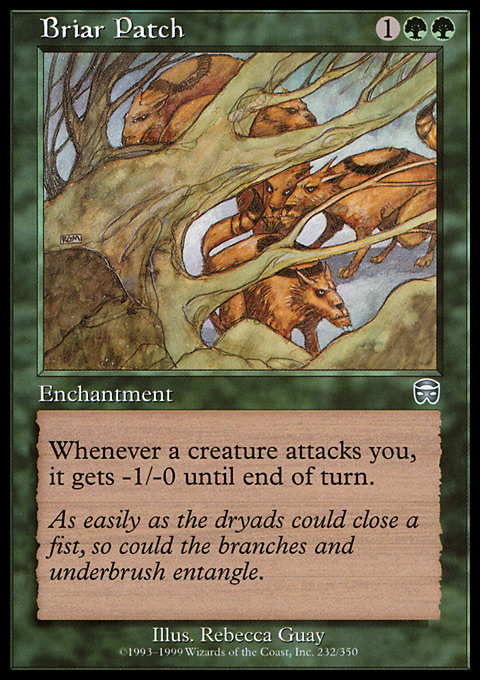 Briar Patch 1
RGM
Enchantment
Whenever a creature attacks you,
it gets -1/-0 until end of turn.
As easily as the dryads could close a
fist, so could the branches and
underbrush entangle.
Illus. Rebecca Guay
©1993-1999 Wizards of the Coast, Inc. 232/350